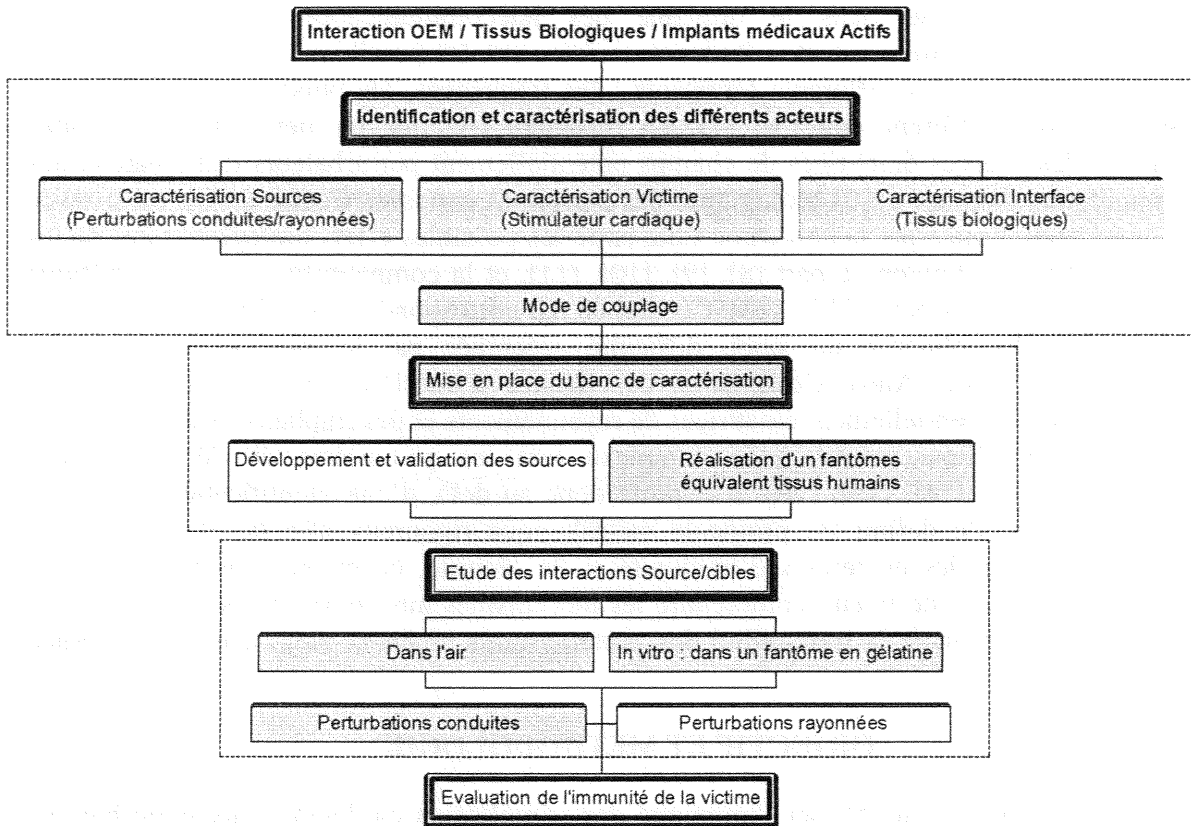 Interaction OEM / Tissus Biologiques / Implants médicaux Actifs
Identification et caractérisation des différents acteurs
Caractérisation Sources
(Perturbations conduites/rayonnées)
Caractérisation Victime
(Stimulateur cardiaque)
Caractérisation Interface
(Tissus biologiques)
Mode de couplage
Mise en place du banc de caractérisation
Développement et validation des sources
Réalisation d'un fantômes
équivalent tissus humains
Etude des interactions Source/cibles
Dans l'air
In vitro : dans un fantôme en gélatine
Perturbations conduites
Perturbations rayonnées
Evaluation de l'immunité de la victime